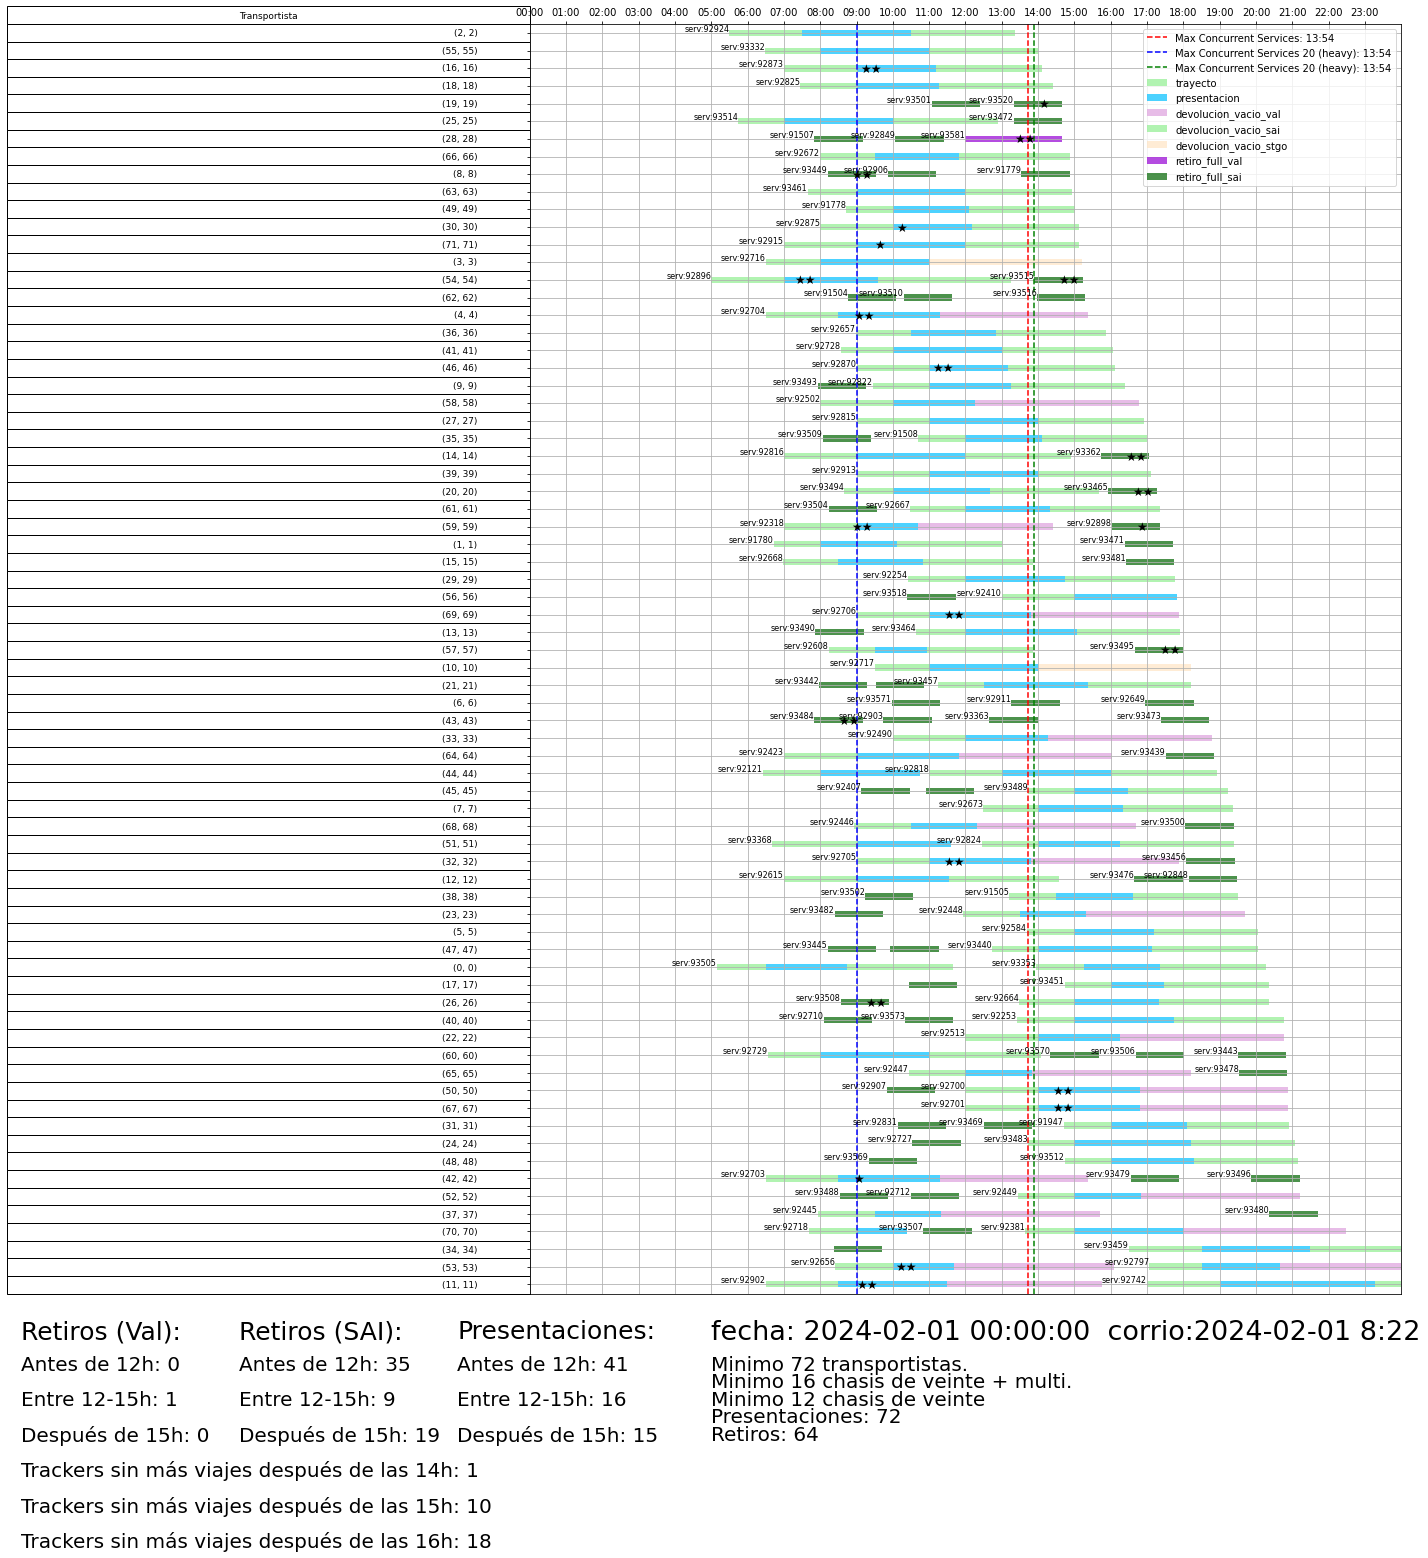 Transportista
00:00 01:00 02:00 03:00 04:00 05:00 06:00 07:00 08:00 09:00 10:00 11:00 12:00 13:00 14:00 15:00 16:00 17:00 18:00 19:00 20:00 21:00 22:00 23:00
Max Concurrent Services: 13:54
Max Concurrent Services 20 (heavy): 13:54
Max Concurrent Services 20 (heavy): 13:54
trayecto
presentacion
devolucion_vacio_val
devolucion_vacio_sai
devolucion_vacio_stgo
retiro_full_val
retiro_full_sai
(2, 2) serv:92924
(55, 55) serv:93332
(16, 16) serv:92873
(18, 18) serv:92825
(19, 19) serv:93501 serv:93520
(25, 25) serv:93514 serv:93472
(28, 28) serv:91507 serv:92849 serv:93581
(66, 66) serv:92672
(8, 8) serv:93449 serv:92906 serv:91779
(63, 63) serv:93461
(49, 49) serv:91778
(30, 30) serv:92875
(71, 71) serv:92915
(3, 3) serv:92716
(54, 54) serv:92896 serv:93515
(62, 62) serv:91504 serv:93510 serv:93516
(4, 4) serv:92704
(36, 36) serv:92657
(41, 41) serv:92728
(46, 46) serv:92870
(9, 9) serv:93493 serv:92822
(58, 58) serv:92502
(27, 27) serv:92815
(35, 35) serv:93509 serv:91508
(14, 14) serv:92816 serv:93362
(39, 39) serv:92913
(20, 20) serv:93494 serv:93465
(61, 61) serv:93504 serv:92667
(59, 59) serv:92318 serv:92898
(1, 1) serv:91780 serv:93471
(15, 15) serv:92668 serv:93481
(29, 29) serv:92254
(56, 56) serv:93518 serv:92410
(69, 69) serv:92706
(13, 13) serv:93490 serv:93464
(57, 57) serv:92608 serv:93495
(10, 10) serv:92717
(21, 21) serv:93442 serv:93457
(6, 6) serv:93571 serv:92911 serv:92649
(43, 43) serv:93484 serv:92903 serv:93363 serv:93473
(33, 33) serv:92490
(64, 64) serv:92423 serv:93439
(44, 44) serv:92121 serv:92818
(45, 45) serv:92407 serv:93489
(7, 7) serv:92673
(68, 68) serv:92446 serv:93500
(51, 51) serv:93368 serv:92824
(32, 32) serv:92705 serv:93456
(12, 12) serv:92615 serv:93476 serv:92848
(38, 38) serv:93502 serv:91505
(23, 23) serv:93482 serv:92448
(5, 5) serv:92584
(47, 47) serv:93445 serv:93440
(0, 0) serv:93505 serv:93353
(17, 17) serv:93451
(26, 26) serv:93508 serv:92664
(40, 40) serv:92710 serv:93573 serv:92253
(22, 22) serv:92513
(60, 60) serv:92729 serv:93570 serv:93506 serv:93443
(65, 65) serv:92447 serv:93478
(50, 50) serv:92907 serv:92700
(67, 67) serv:92701
(31, 31) serv:92831 serv:93469 serv:91947
(24, 24) serv:92727 serv:93483
(48, 48) serv:93569 serv:93512
(42, 42) serv:92703 serv:93479 serv:93496
(52, 52) serv:93488 serv:92712 serv:92449
(37, 37) serv:92445 serv:93480
(70, 70) serv:92718 serv:93507 serv:92381
(34, 34) serv:93459
(53, 53) serv:92656 serv:92797
(11, 11) serv:92902 serv:92742
Retiros (Val): Retiros (SAI): Presentaciones: fecha: 2024-02-01 00:00:00 corrio:2024-02-01 8:22
Antes de 12h: 0 Antes de 12h: 35 Antes de 12h: 41 Minimo 72 transportistas.
Minimo 16 chasis de veinte + multi.
Entre 12-15h: 1 Entre 12-15h: 9 Entre 12-15h: 16 Minimo 12 chasis de veinte
Presentaciones: 72
Después de 15h: 0 Después de 15h: 19 Después de 15h: 15 Retiros: 64
Trackers sin más viajes después de las 14h: 1
Trackers sin más viajes después de las 15h: 10
Trackers sin más viajes después de las 16h: 18